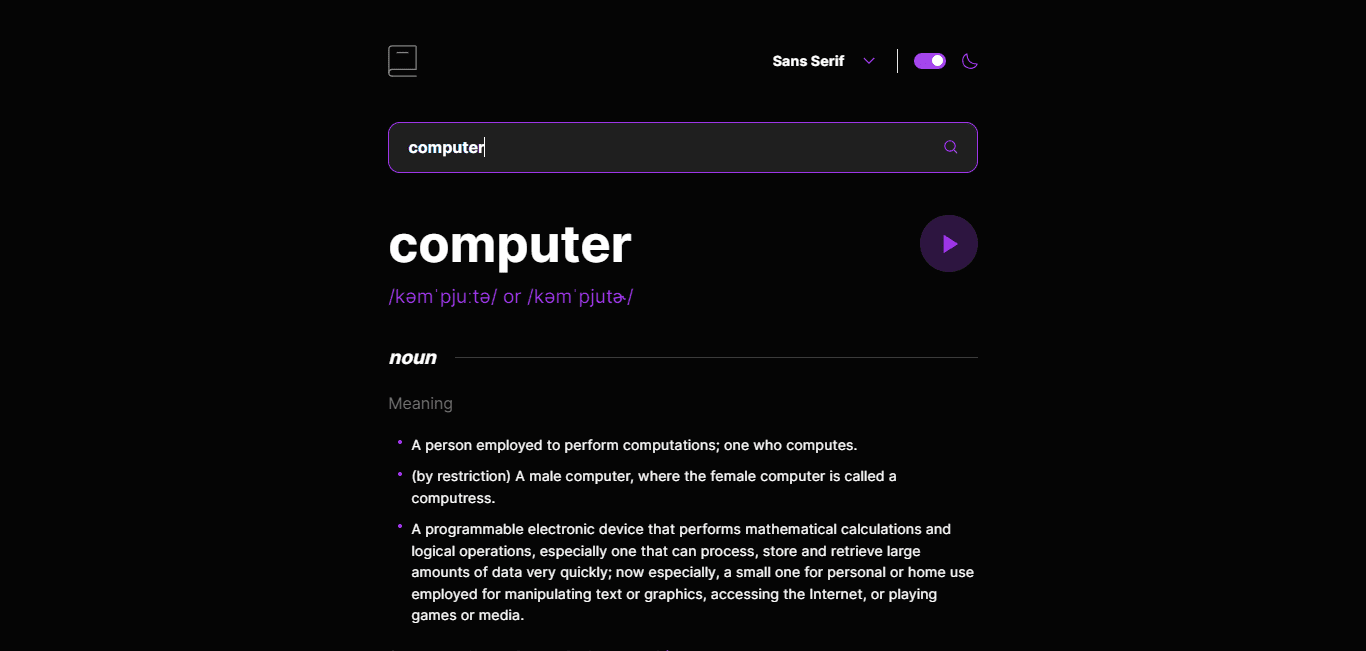 Sans Serif
computer
computer
/kəmˈpjuːtə/ or /kəmˈpjutɚ/
noun
Meaning
A person employed to perform computations; one who computes.
(by restriction) A male computer, where the female computer is called a
computress.
A programmable electronic device that performs mathematical calculations and
logical operations, especially one that can process, store and retrieve large
amounts of data very quickly; now especially, a small one for personal or home use
employed for manipulating text or graphics, accessing the Internet, or playing
games or media.